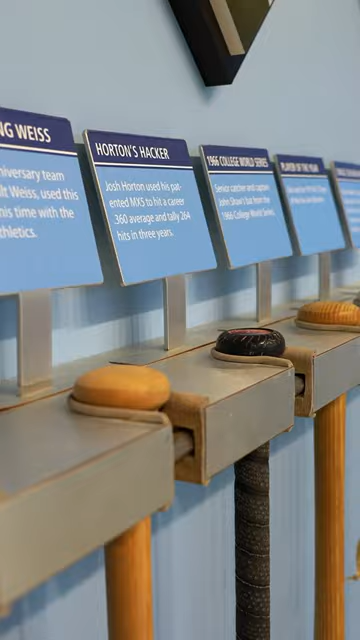 NG WEISS
niversary team
lt Weiss, used this
his time with the
thletics.
HORTON'S HACKER
Josh Horton used his pat-
ented MX5 to hit a career
.360 average and tally 264
hits in three years.
1966 COLLEGE WORLD SERIES
Senior catcher and captain
John Shaw's bat from the
1966 College World Series.
PLAYER OF THE YEAR